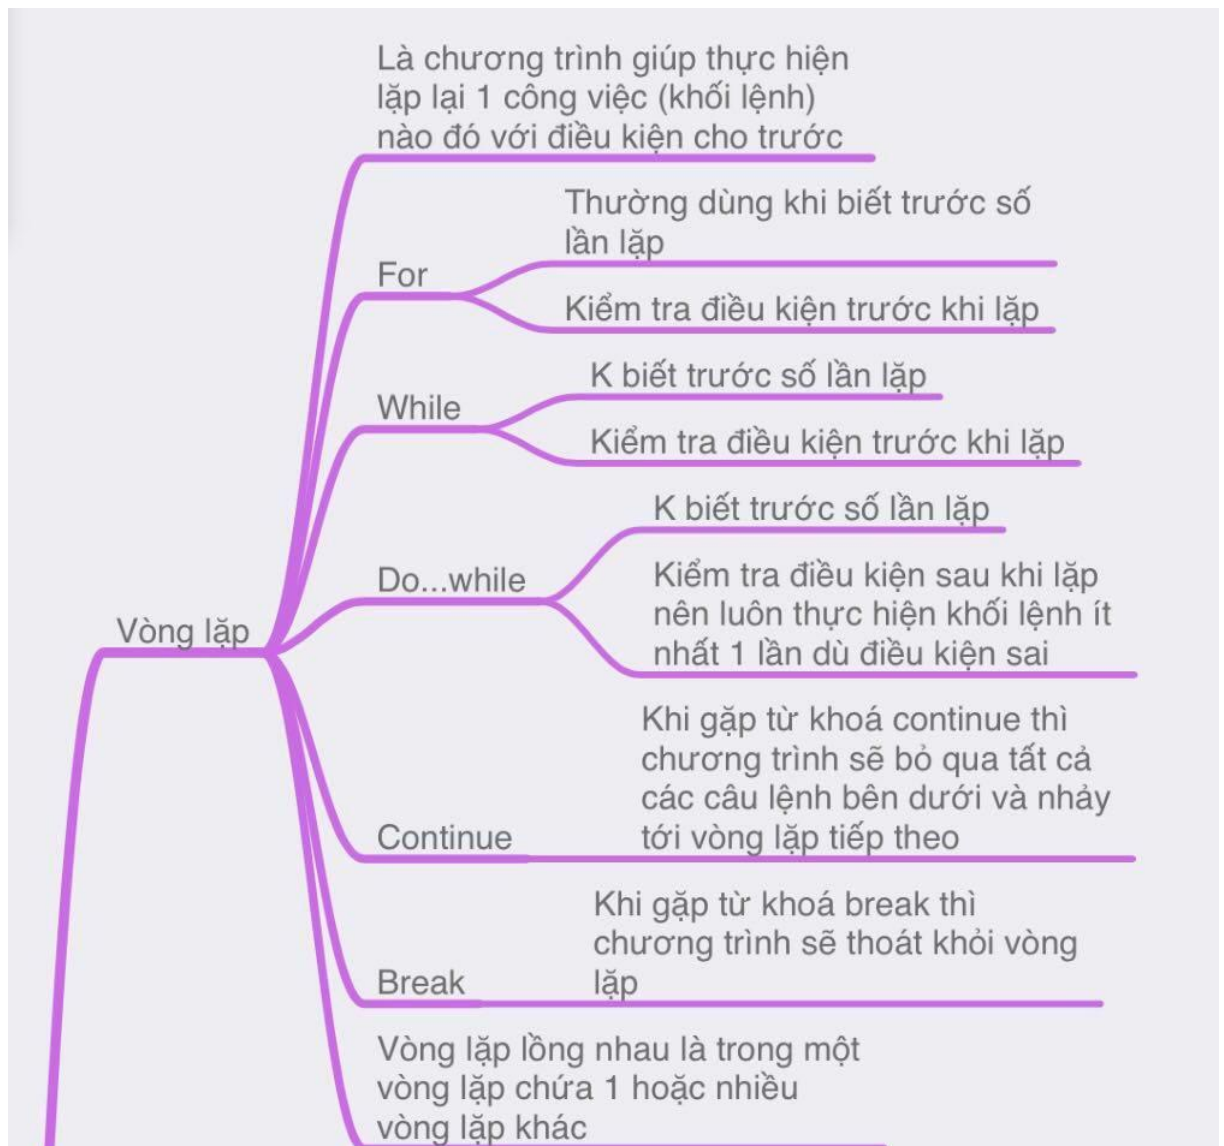 Là chương trình giúp thực hiện
lặp lại 1 công việc (khối lệnh)
nào đó với điều kiện cho trước
Thường dùng khi biết trước số
lần lặp
For
Kiểm tra điều kiện trước khi lặp
K biết trước số lần lặp
While
Kiểm tra điều kiện trước khi lặp
K biết trước số lần lặp
Do...while
Kiểm tra điều kiện sau khi lặp
nên luôn thực hiện khối lệnh ít
nhất 1 lần dù điều kiện sai
Vòng lặp
Khi gặp từ khoá continue thì
chương trình sẽ bỏ qua tất cả
các câu lệnh bên dưới và nhảy
tới vòng lặp tiếp theo
Continue
Khi gặp từ khoá break thì
chương trình sẽ thoát khỏi vòng
lặp
Break
Vòng lặp lồng nhau là trong một
vòng lặp chứa 1 hoặc nhiều
vòng lặp khác